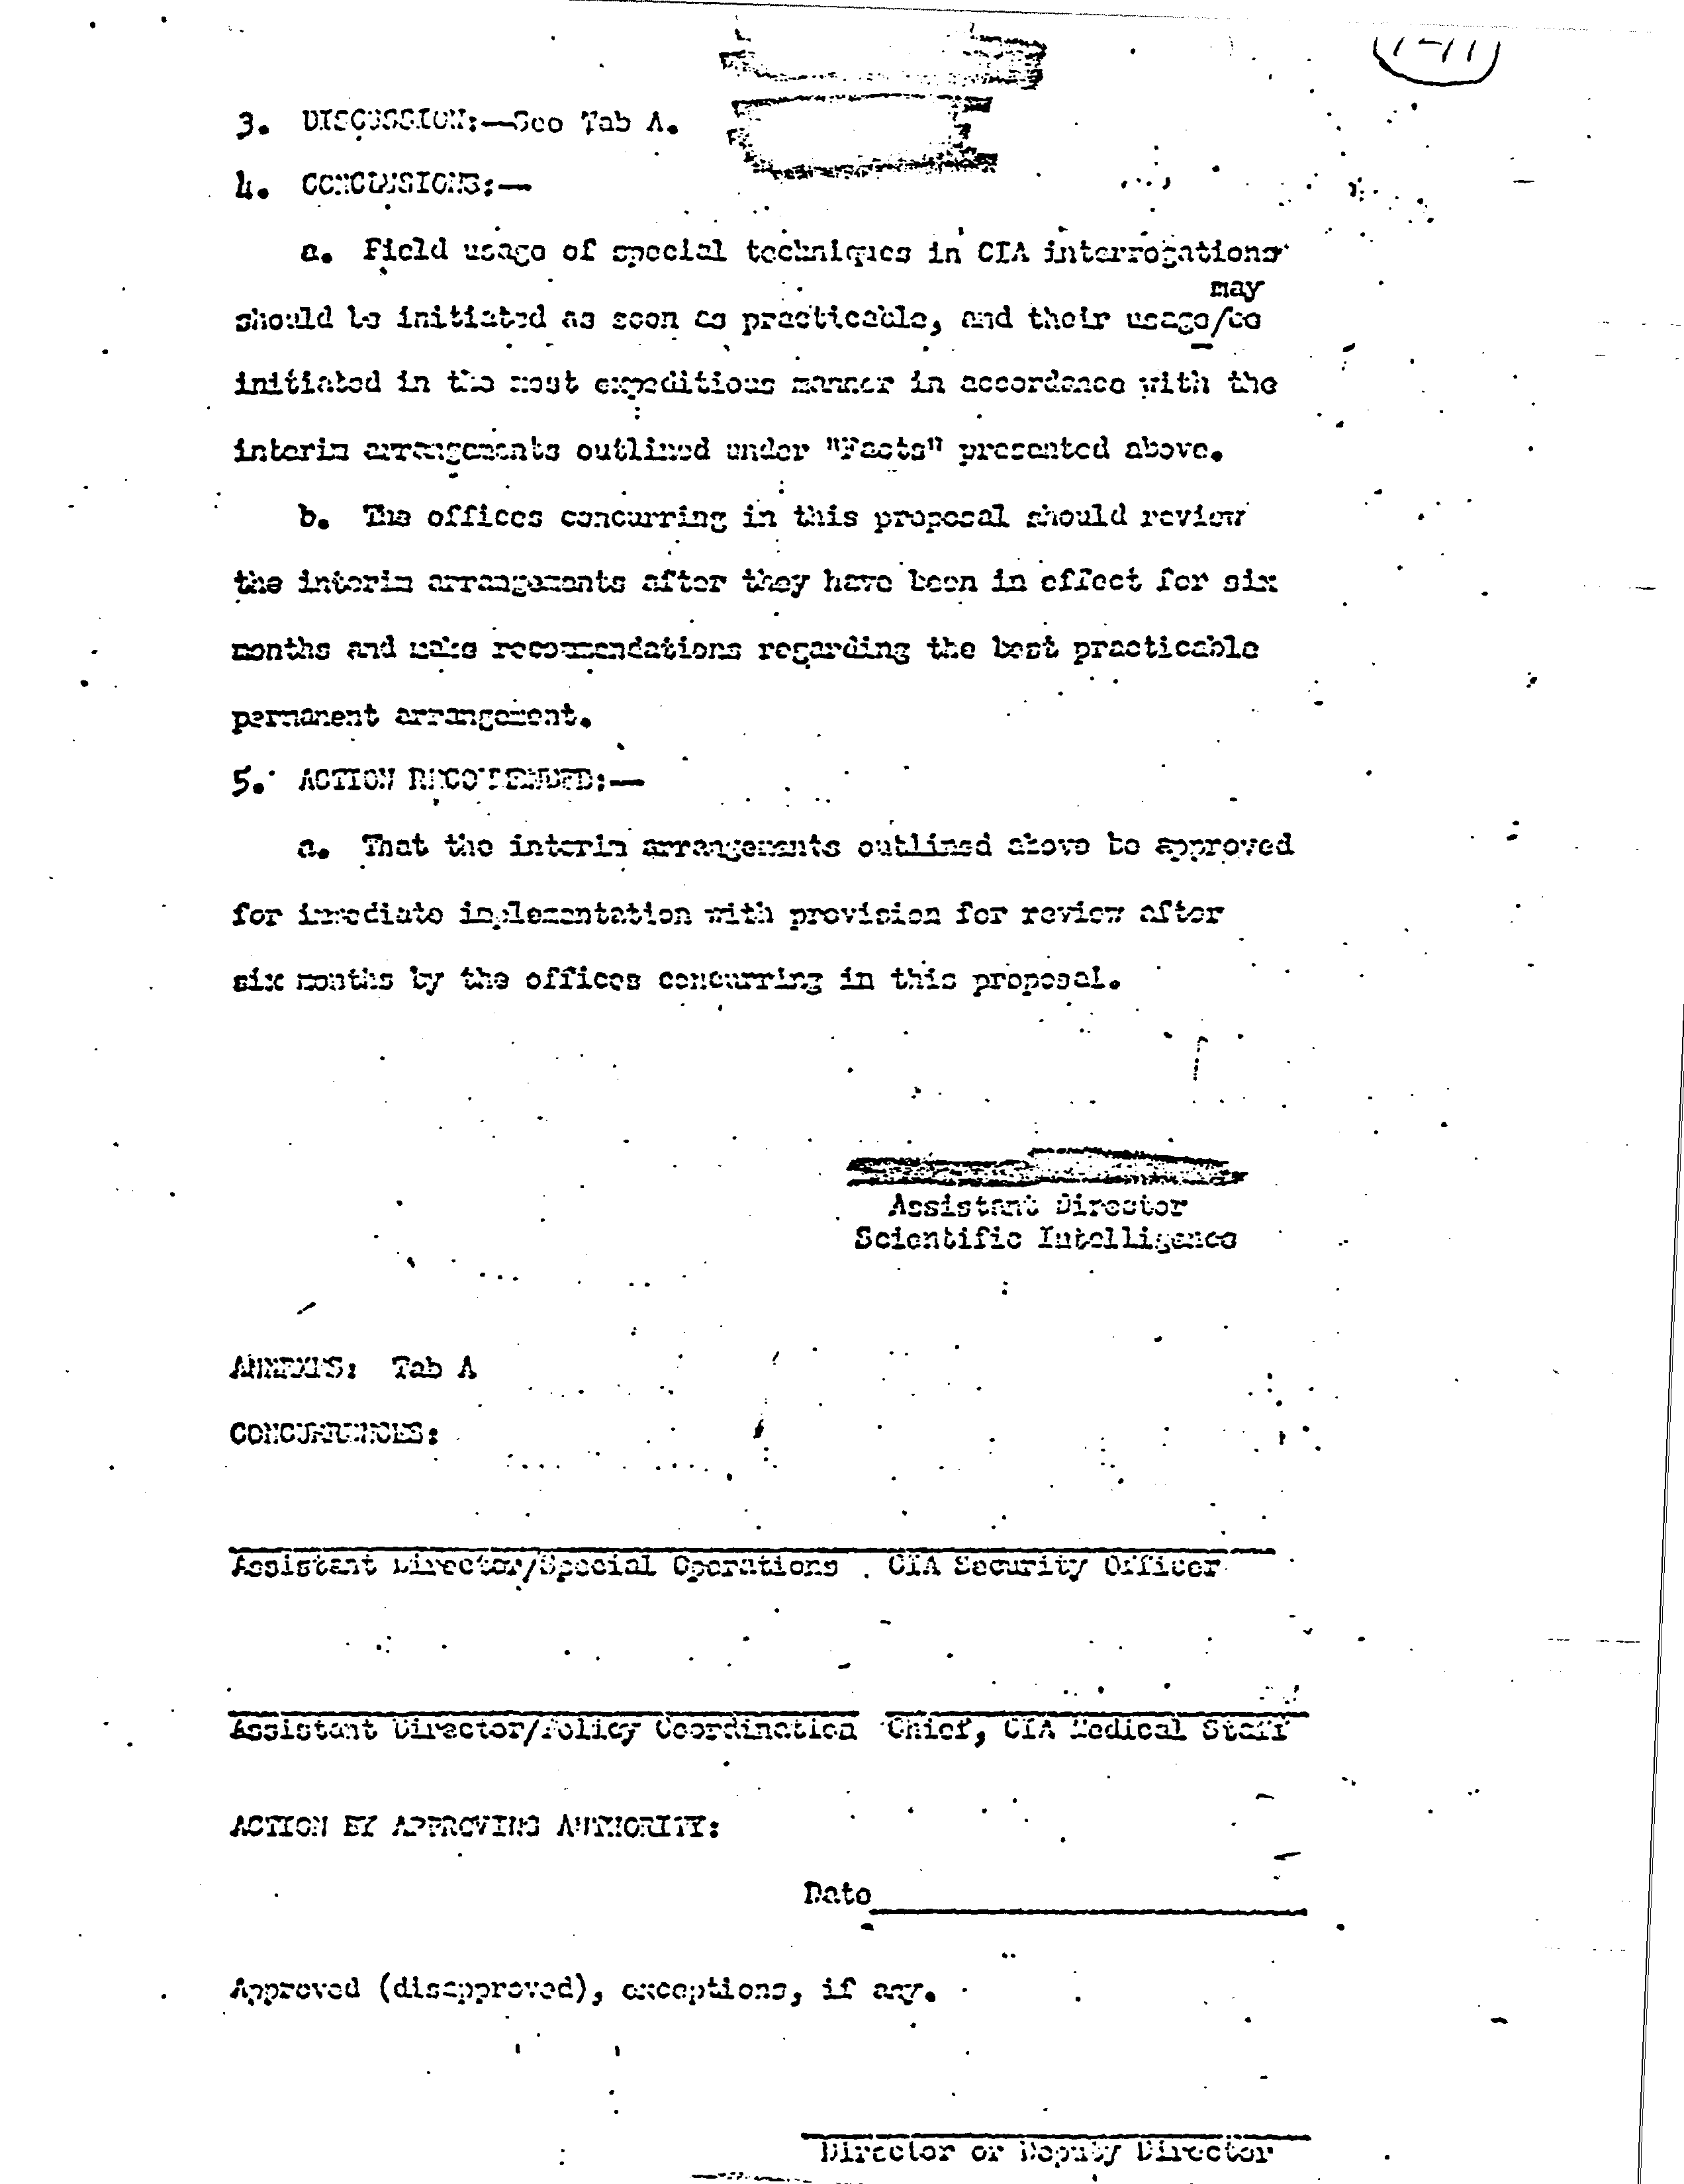 3. DISCUSSION:—See Tab A.
4. CONCLUSIONS:—
a. Field usage of special techniques in CIA interrogations
may
should be initiated as soon as practicable, and their usage/be
initiated in the most expeditious manner in accordance with the
interim arrangements outlined under "Facts" presented above.
b. The offices concurring in this proposal should review
the interim arrangements after they have been in effect for six
months and make recommendations regarding the best practicable
permanent arrangement.
5. ACTION RECOMMENDED:—
a. That the interim arrangements outlined above be approved
for immediate implementation with provision for review after
six months by the offices concurring in this proposal.
Assistant Director
Scientific Intelligence
ANNEXES: Tab A
CONCURRENCES:
Assistant Director/Special Operations CIA Security Officer
Assistant Director/Policy Coordination Chief, CIA Medical Staff
ACTION BY APPROVING AUTHORITY:
Date
Approved (disapproved), exceptions, if any.
Director or Deputy Director